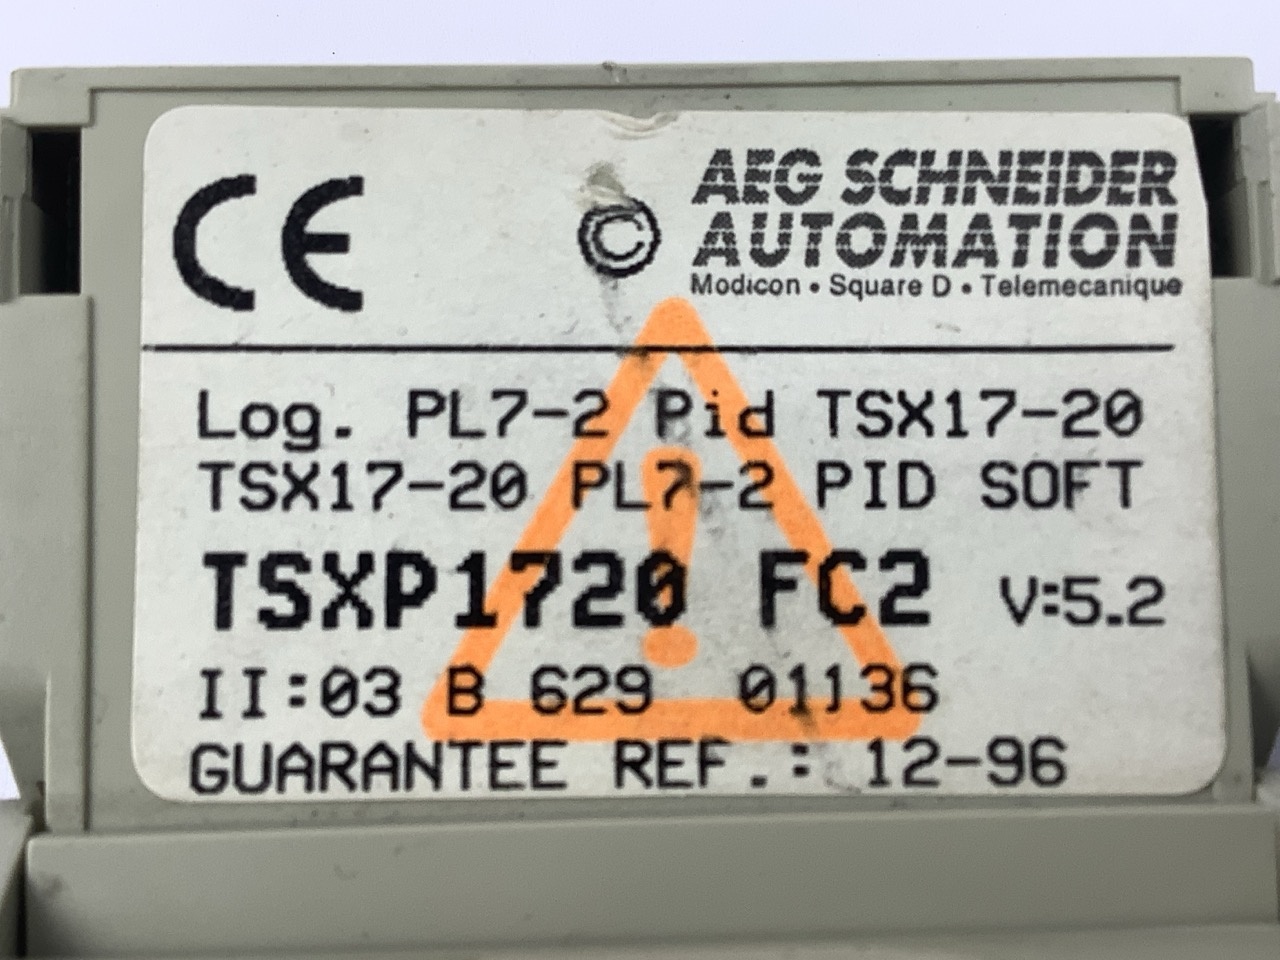 CE © AEG SCHNEIDER
AUTOMATION
Modicon • Square D • Telemecanique
Log. PL7-2 Pid TSX17-20
TSX17-20 PL7-2 PID SOFT
TSXP1720 FC2 V:5.2
II:03 B 629 01136
GUARANTEE REF.: 12-96